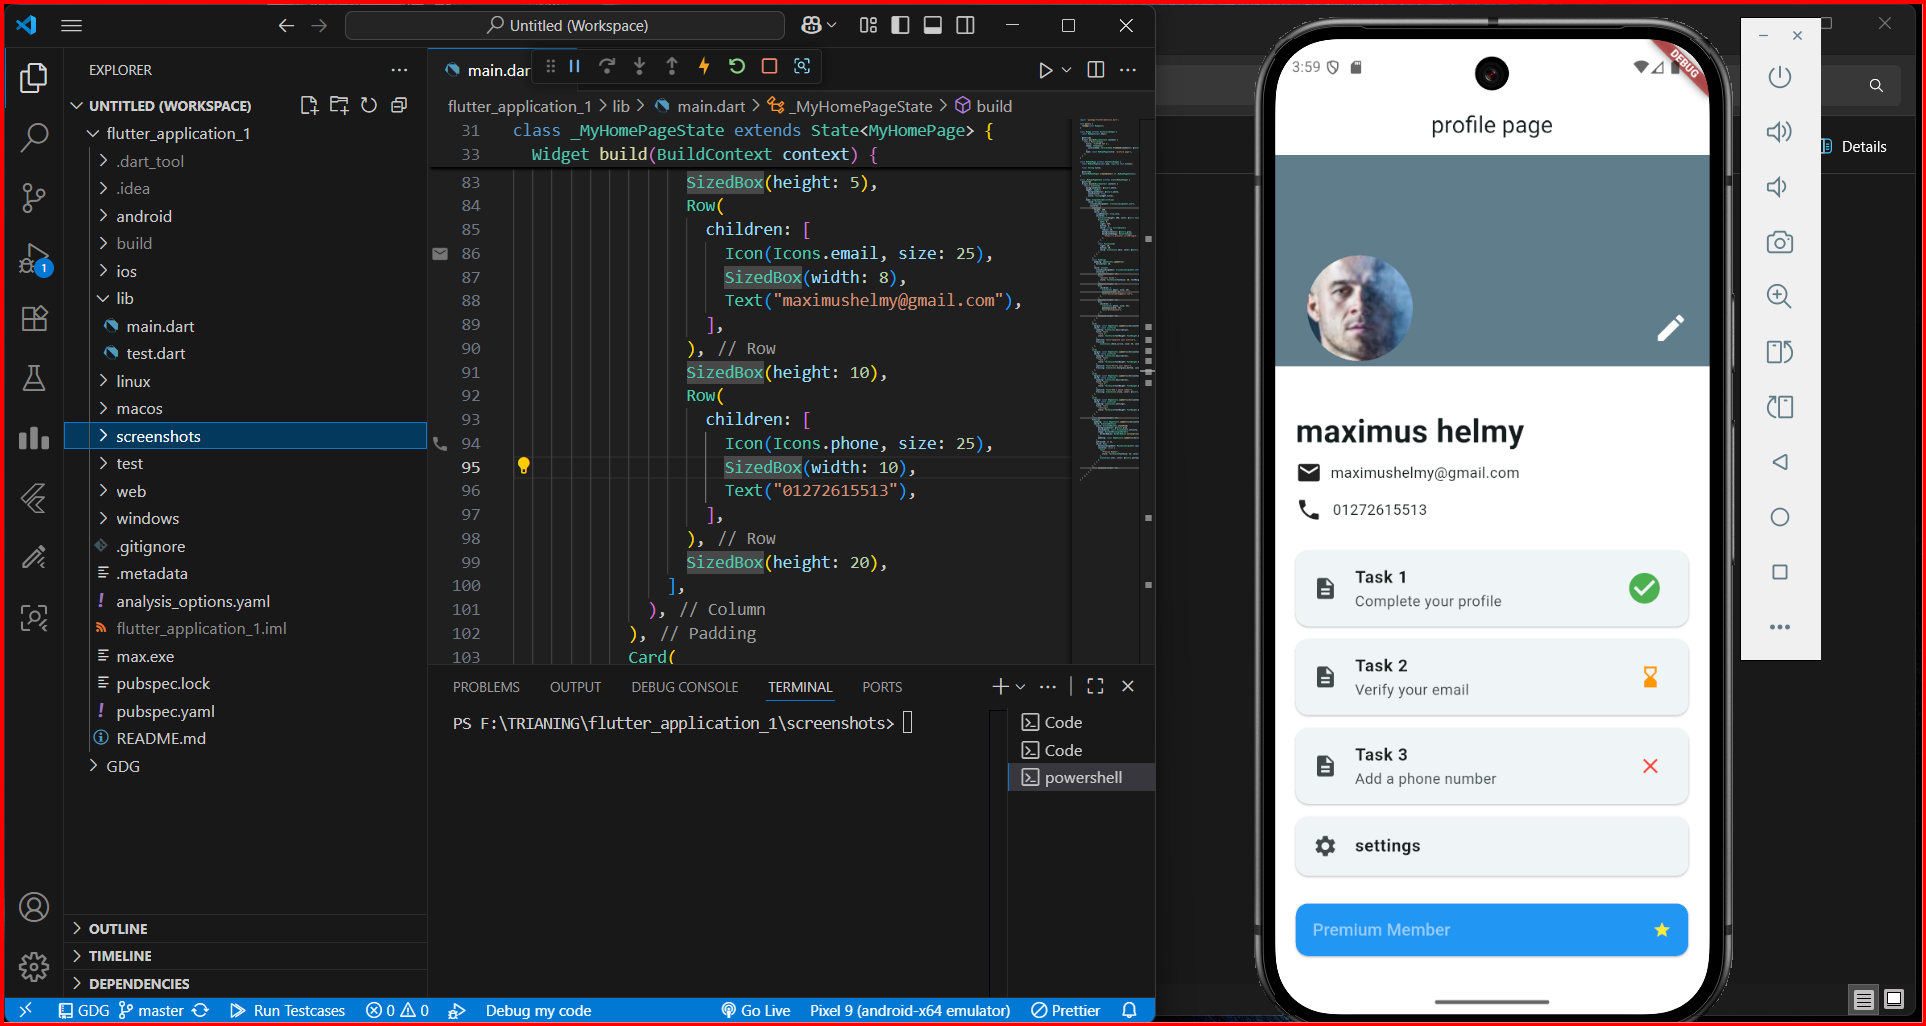 Untitled (Workspace)
EXPLORER
UNTITLED (WORKSPACE)
flutter_application_1
.dart_tool
.idea
android
build
ios
lib
main.dart
test.dart
linux
macos
screenshots
test
web
windows
.gitignore
.metadata
analysis_options.yaml
flutter_application_1.iml
max.exe
pubspec.lock
pubspec.yaml
README.md
GDG
OUTLINE
TIMELINE
DEPENDENCIES
1
main.dar
flutter_application_1 > lib > main.dart > _MyHomePageState > build
31 class _MyHomePageState extends State<MyHomePage> {
33 Widget build(BuildContext context) {
83 SizedBox(height: 5),
84 Row(
85 children: [
86 Icon(Icons.email, size: 25),
87 SizedBox(width: 8),
88 Text("maximushelmy@gmail.com"),
89 ],
90 ), // Row
91 SizedBox(height: 10),
92 Row(
93 children: [
94 Icon(Icons.phone, size: 25),
95 SizedBox(width: 10),
96 Text("01272615513"),
97 ],
98 ), // Row
99 SizedBox(height: 20),
100 ],
101 ), // Column
102 ), // Padding
103 Card(
PROBLEMS OUTPUT DEBUG CONSOLE TERMINAL PORTS
PS F:\TRIANING\flutter_application_1\screenshots>
Code
Code
powershell
GDG master Run Testcases 0 0 Debug my code Go Live Pixel 9 (android-x64 emulator) Prettier
3:59
DEBUG
profile page
maximus helmy
maximushelmy@gmail.com
01272615513
Task 1
Complete your profile
Task 2
Verify your email
Task 3
Add a phone number
settings
Premium Member
Details